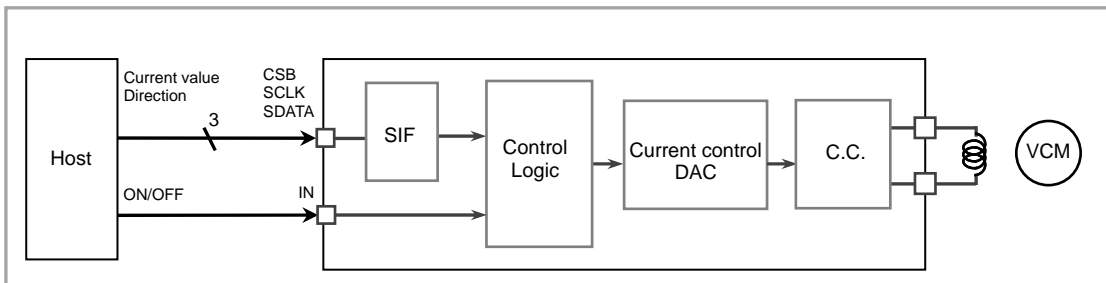 Current value
Direction
CSB
SCLK
SDATA
3
Host
SIF
Control
Logic
Current control
DAC
C.C.
VCM
ON/OFF
IN